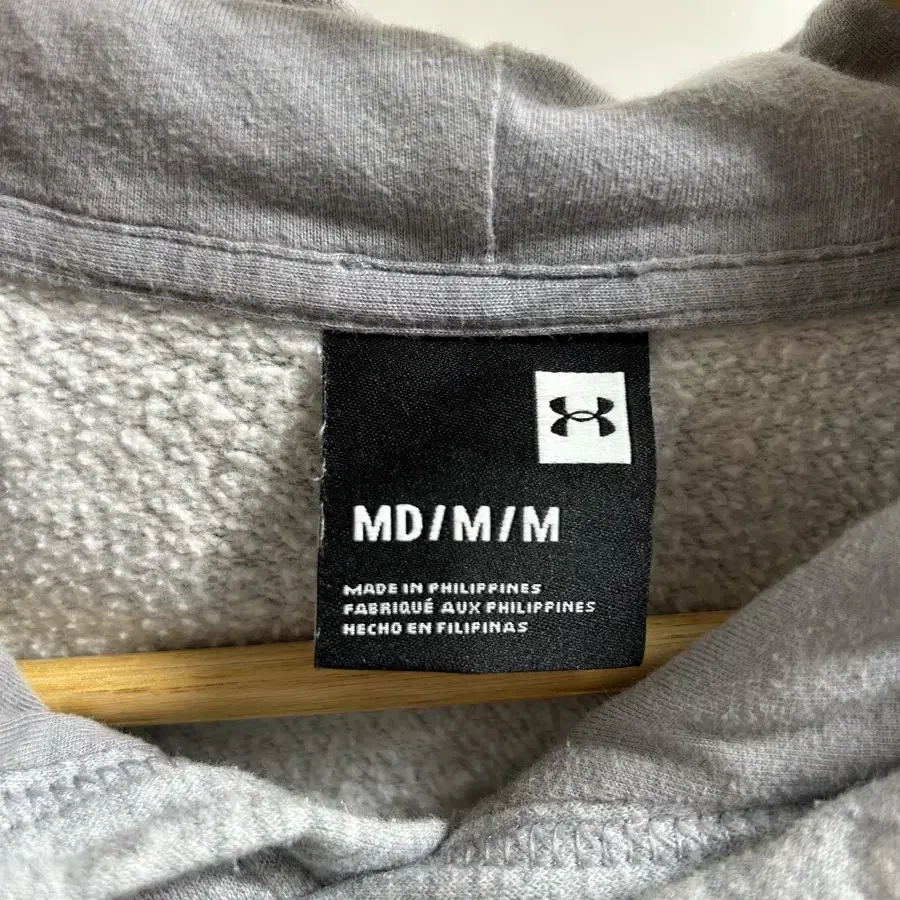 MD/M/M
MADE IN PHILIPPINES
FABRIQUÉ AUX PHILIPPINES
HECHO EN FILIPINAS